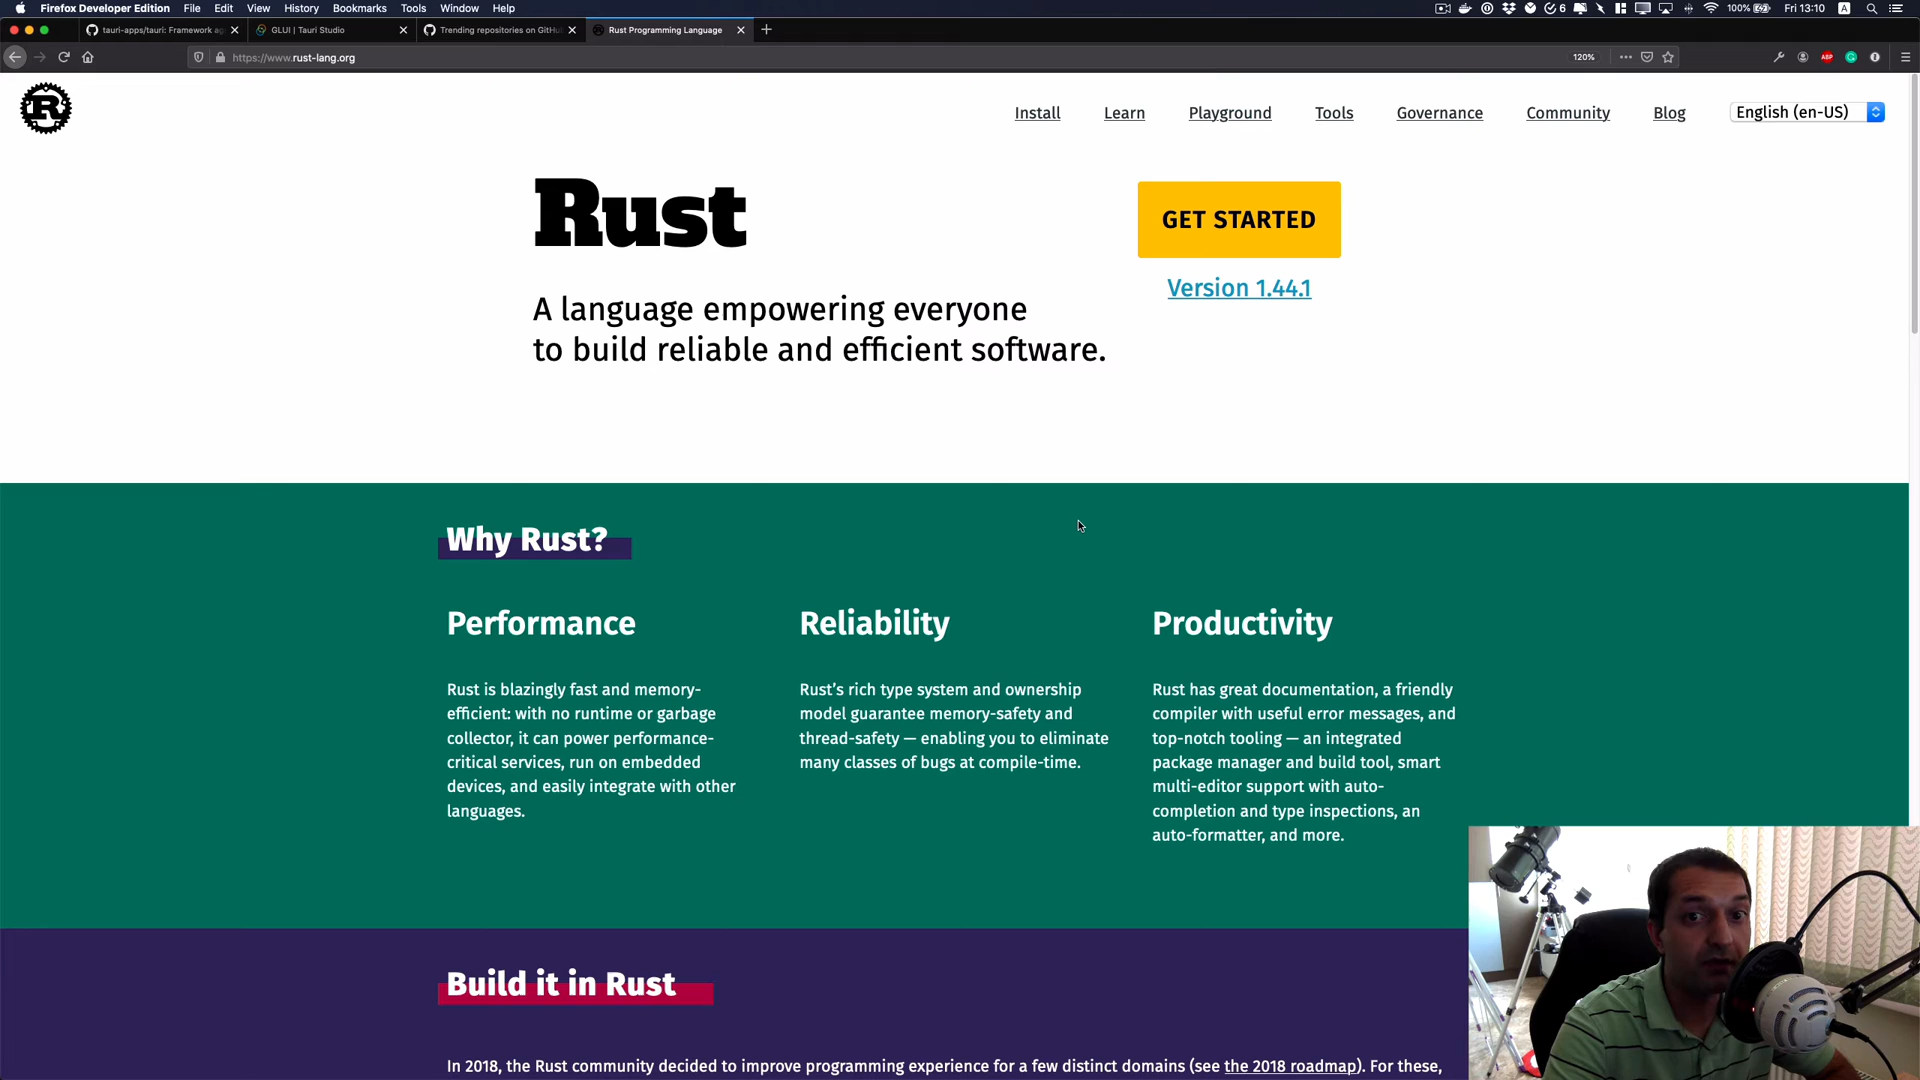 Firefox Developer Edition File Edit View History Bookmarks Tools Window Help
6 100% Fri 13:10 A
tauri-apps/tauri: Framework ag
GLUI | Tauri Studio
Trending repositories on GitHu
Rust Programming Language
https://www.rust-lang.org
120%
ABP
R
Install Learn Playground Tools Governance Community Blog English (en-US)
Rust
GET STARTED
Version 1.44.1
A language empowering everyone
to build reliable and efficient software.
Why Rust?
Performance
Rust is blazingly fast and memory-
efficient: with no runtime or garbage
collector, it can power performance-
critical services, run on embedded
devices, and easily integrate with other
languages.
Reliability
Rust’s rich type system and ownership
model guarantee memory-safety and
thread-safety — enabling you to eliminate
many classes of bugs at compile-time.
Productivity
Rust has great documentation, a friendly
compiler with useful error messages, and
top-notch tooling — an integrated
package manager and build tool, smart
multi-editor support with auto-
completion and type inspections, an
auto-formatter, and more.
Build it in Rust
In 2018, the Rust community decided to improve programming experience for a few distinct domains (see the 2018 roadmap). For these,